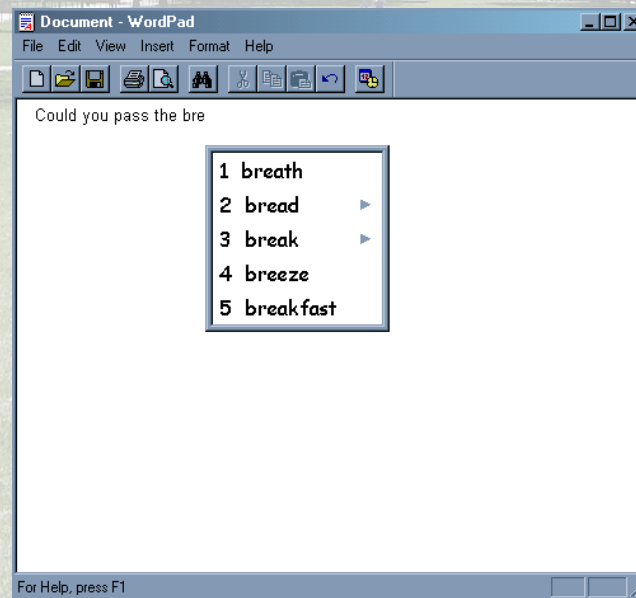 Document - WordPad
File Edit View Insert Format Help
Could you pass the bre
1 breath
2 bread
3 break
4 breeze
5 breakfast
For Help, press F1